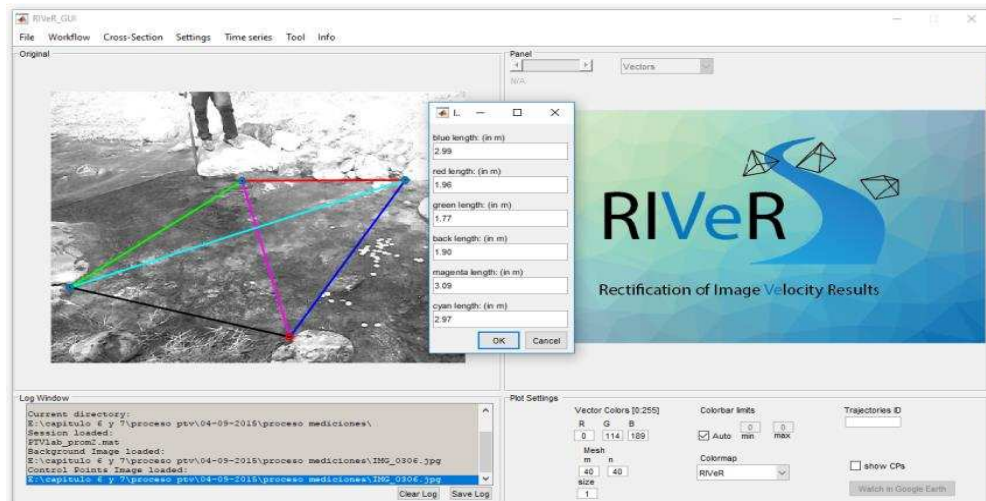 RIVeR_GUI
File Workflow Cross-Section Settings Time series Tool Info
Original
Panel
Vectors
N/A
I..
blue length: (in m)
2.99
red length: (in m)
1.96
green length: (in m)
1.77
back length: (in m)
1.90
magenta length: (in m)
3.09
cyan length: (in m)
2.97
OK Cancel
RIVeR
Rectification of Image Velocity Results
Log Window
Current directory:
E:\capitulo 6 y 7\proceso ptv\04-09-2015\proceso mediciones\
Session loaded:
PTVlab_prom2.mat
Background Image loaded:
E:\capitulo 6 y 7\proceso ptv\04-09-2015\proceso mediciones\IMG_0306.jpg
Control Points Image loaded:
E:\capitulo 6 y 7\proceso ptv\04-09-2015\proceso mediciones\IMG_0306.jpg
Clear Log Save Log
Plot Settings
Vector Colors [0:255]
R G B
0 114 189
Mesh
m n
40 40
size
1
Colorbar limits
Auto
0 0
min max
Colormap
RIVeR
Trajectories ID
show CPs
Watch in Google Earth